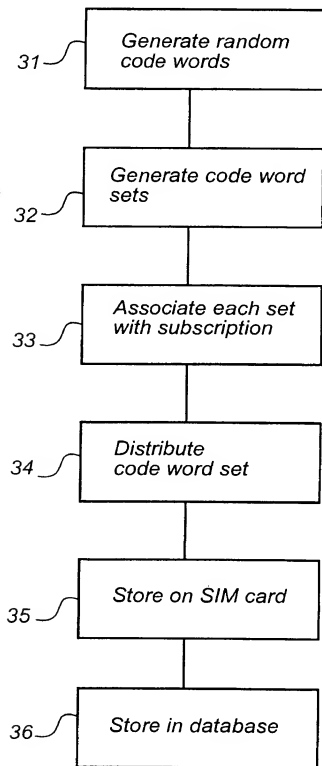 31
Generate random
code words
32
Generate code word
sets
33
Associate each set
with subscription
34
Distribute
code word set
35
Store on SIM card
36
Store in database